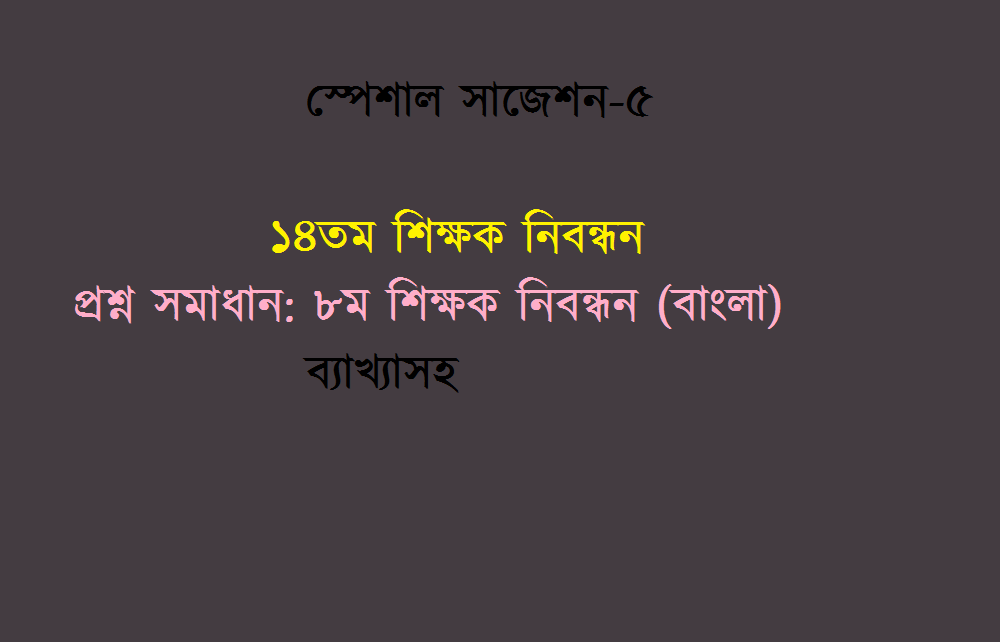 স্পেশাল সাজেশন-৫
১৪তম শিক্ষক নিবন্ধন
প্রশ্ন সমাধান: ৮ম শিক্ষক নিবন্ধন (বাংলা)
ব্যাখ্যাসহ